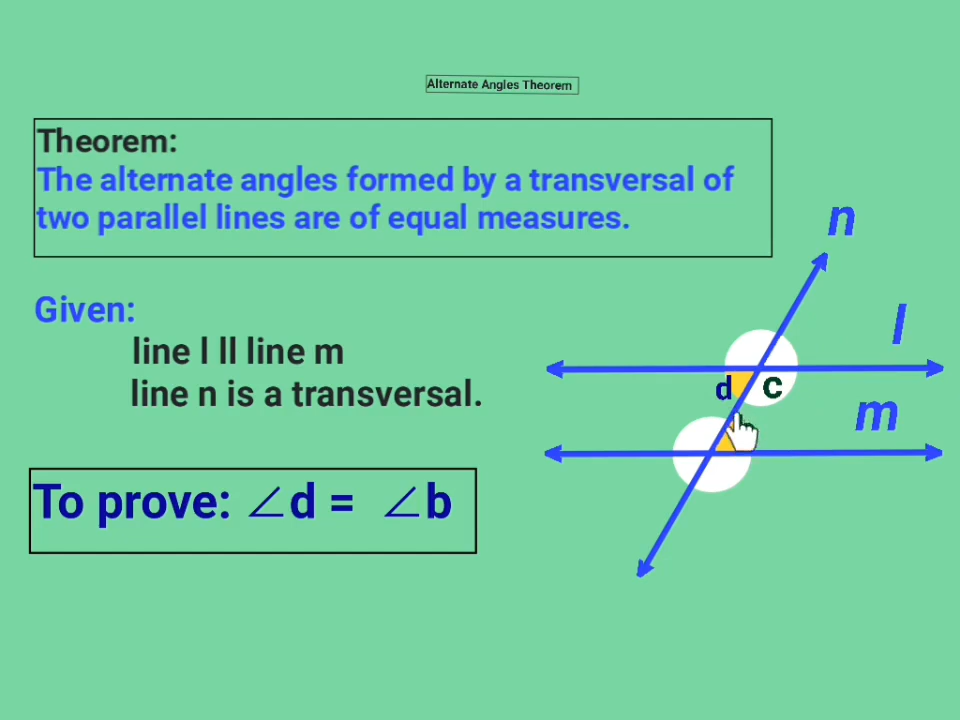 Alternate Angles Theorem
Theorem:
The alternate angles formed by a transversal of
two parallel lines are of equal measures.
n
Given:
l
line l ll line m
line n is a transversal.
d c
m
b
To prove: ∠d = ∠b